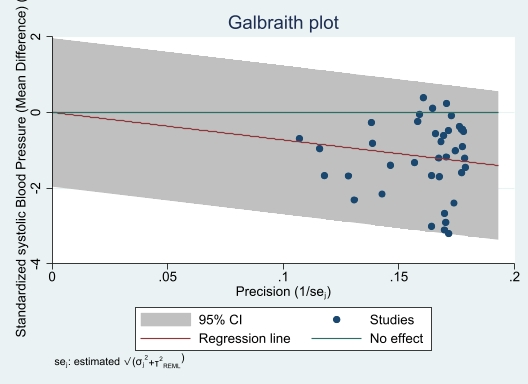 Galbraith plot
Standardized systolic Blood Pressure (Mean Difference) (
2
0
-2
-4
0
.05
.1
.15
.2
Precision (1/seⱼ)
95% CI
Studies
Regression line
No effect
seⱼ: estimated √(σⱼ²+τ²REML)